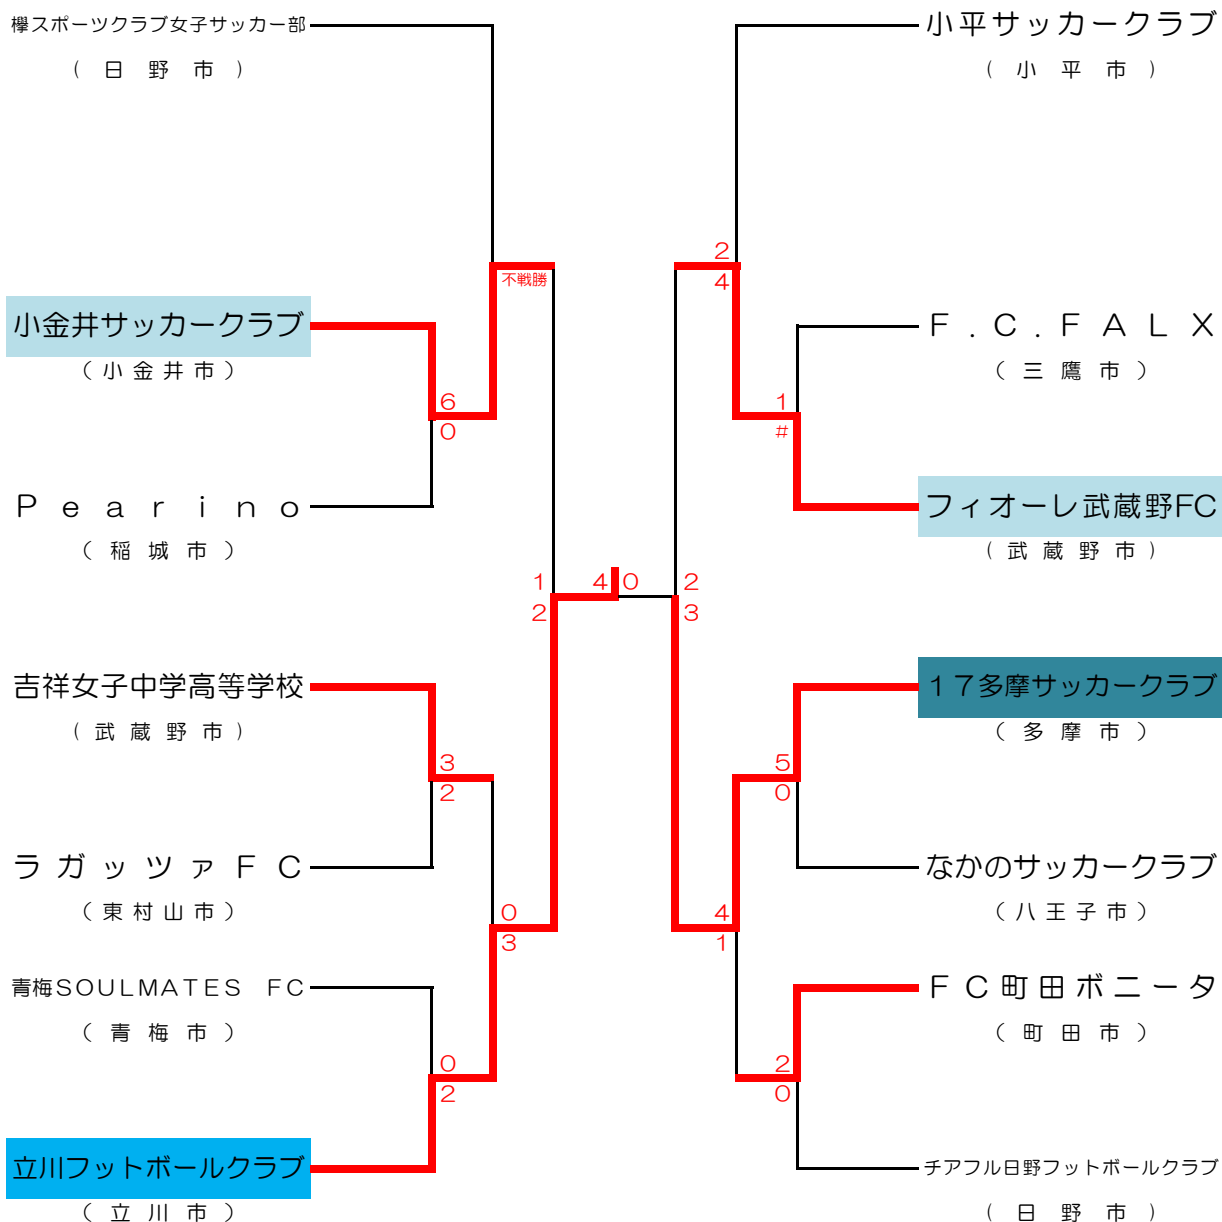 欅スポーツクラブ女子サッカー部
(日野市)
不戦勝
小金井サッカークラブ
(小金井市)
6
0
Pearino
(稲城市)
1
2
吉祥女子中学高等学校
(武蔵野市)
3
2
ラガッツァFC
(東村山市)
0
3
青梅SOULMATES FC
(青梅市)
0
2
立川フットボールクラブ
(立川市)
4 0
小平サッカークラブ
(小平市)
2
4
F.C.FALX
(三鷹市)
1
#
フィオーレ武蔵野FC
(武蔵野市)
2
3
17多摩サッカークラブ
(多摩市)
5
0
なかのサッカークラブ
(八王子市)
4
1
FC町田ボニータ
(町田市)
2
0
チアフル日野フットボールクラブ
(日野市)